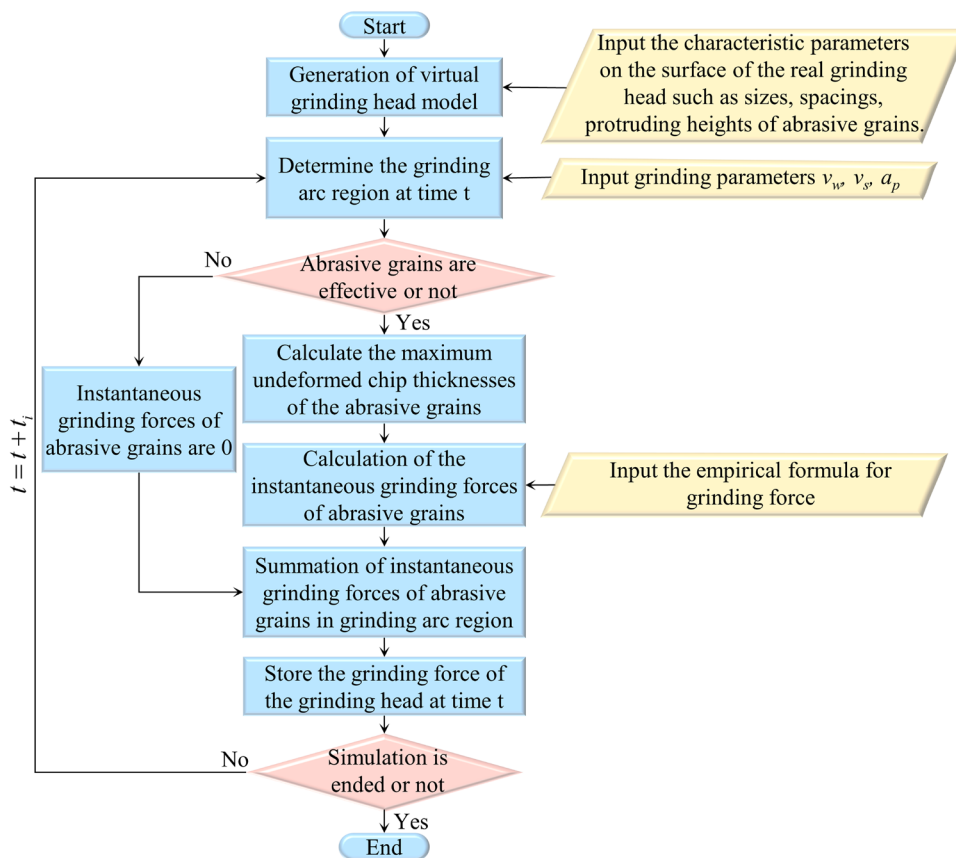 Start
Generation of virtual
grinding head model
Input the characteristic parameters
on the surface of the real grinding
head such as sizes, spacings,
protruding heights of abrasive grains.
Determine the grinding
arc region at time t
Input grinding parameters v_w, v_s, a_p
No
Abrasive grains are
effective or not
Yes
Calculate the maximum
undeformed chip thicknesses
of the abrasive grains
Instantaneous
grinding forces of
abrasive grains are 0
t = t + t_i
Calculation of the
instantaneous grinding forces
of abrasive grains
Input the empirical formula for
grinding force
Summation of instantaneous
grinding forces of abrasive
grains in grinding arc region
Store the grinding force of
the grinding head at time t
No
Simulation is
ended or not
Yes
End